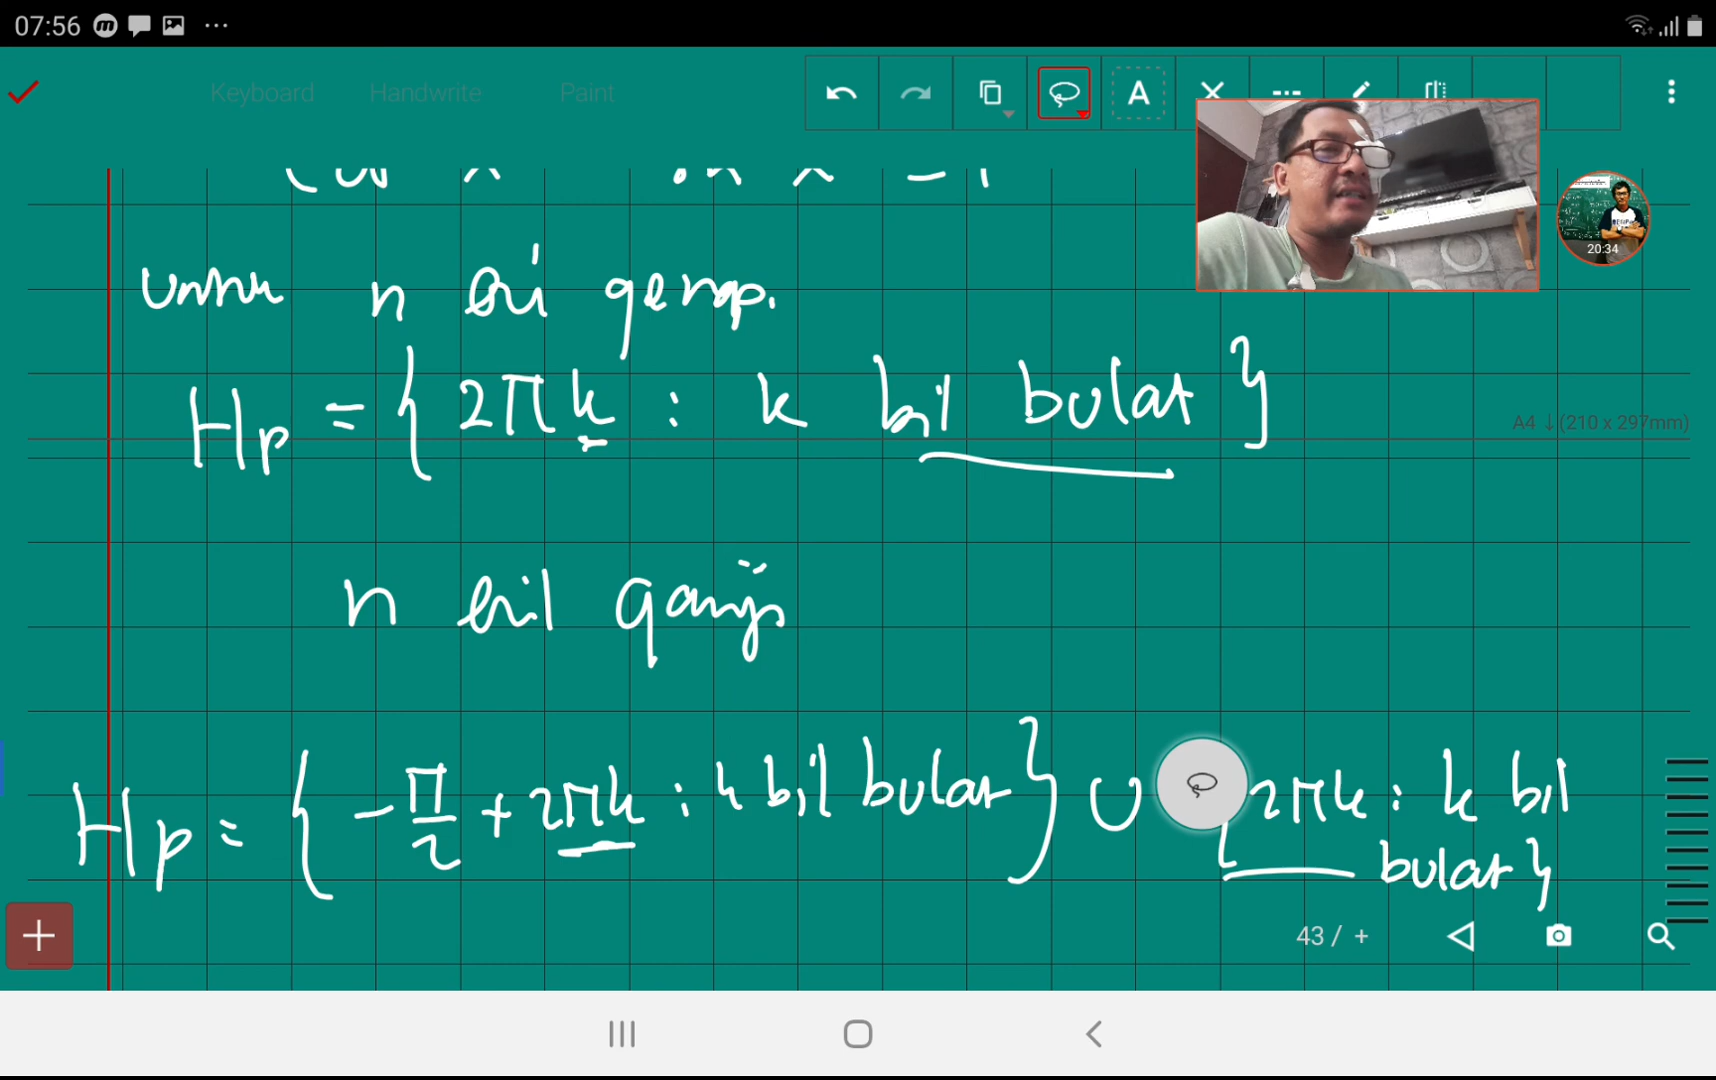 07:56
Keyboard Handwrite Paint
A
n bil genap.
Hp = { 2πk : k bil bulat }
A4 ↓(210 x 297mm)
20:34
n bil ganjil
Hp = { -π/2 + 2πk : k bil bulat } ∪ { 2πk : k bil
bulat }
43 / +